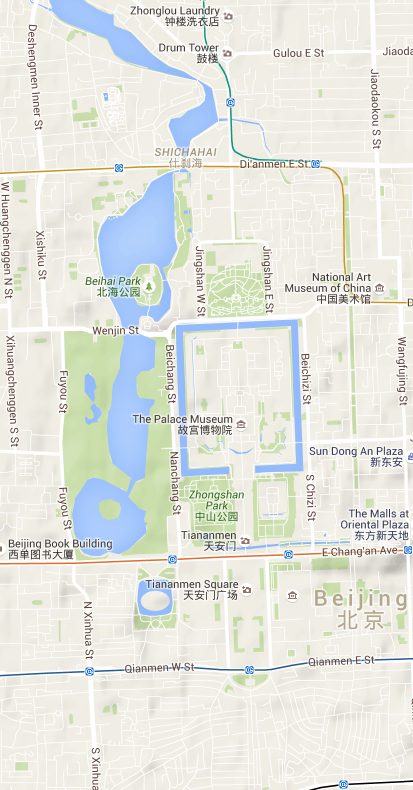 Zhonglou Laundry
钟楼洗衣店
Drum Tower
鼓楼
Gulou E St
Deshengmen Inner St
Jiaodaokou S St
Jiaoda
SHICHAHAI
什刹海
Di'anmen E St
W Huangchenggen N St
Xishiku St
Jingshan W St
Jingshan E St
Beihai Park
北海公园
National Art
Museum of China
中国美术馆
D
Wenjin St
Xihuangchenggen S St
Fuyou St
Beichang St
Beichizi St
Wangfujing St
The Palace Museum
故宫博物院
Sun Dong An Plaza
新东安
Nanchang St
S Chizi St
Fuyou St
Zhongshan
Park
中山公园
The Malls at
Oriental Plaza
东方新天地
Tiananmen
天安门
Beijing Book Building
西单图书大厦
E Chang'an Ave
Tiananmen Square
天安门广场
Beijing
北京
N Xinhua St
Qianmen W St
Qianmen E St
S Xinhua